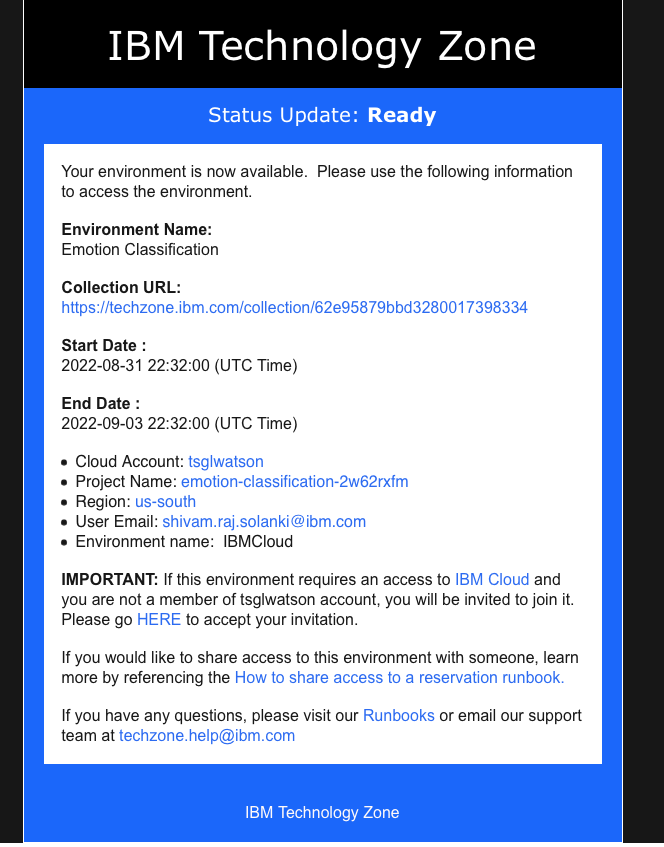 IBM Technology Zone
Status Update: Ready
Your environment is now available.  Please use the following information
to access the environment.
Environment Name:
Emotion Classification
Collection URL:
https://techzone.ibm.com/collection/62e95879bbd3280017398334
Start Date :
2022-08-31 22:32:00 (UTC Time)
End Date :
2022-09-03 22:32:00 (UTC Time)
• Cloud Account: tsglwatson
• Project Name: emotion-classification-2w62rxfm
• Region: us-south
• User Email: shivam.raj.solanki@ibm.com
• Environment name:  IBMCloud
IMPORTANT: If this environment requires an access to IBM Cloud and
you are not a member of tsglwatson account, you will be invited to join it.
Please go HERE to accept your invitation.
If you would like to share access to this environment with someone, learn
more by referencing the How to share access to a reservation runbook.
If you have any questions, please visit our Runbooks or email our support
team at techzone.help@ibm.com
IBM Technology Zone